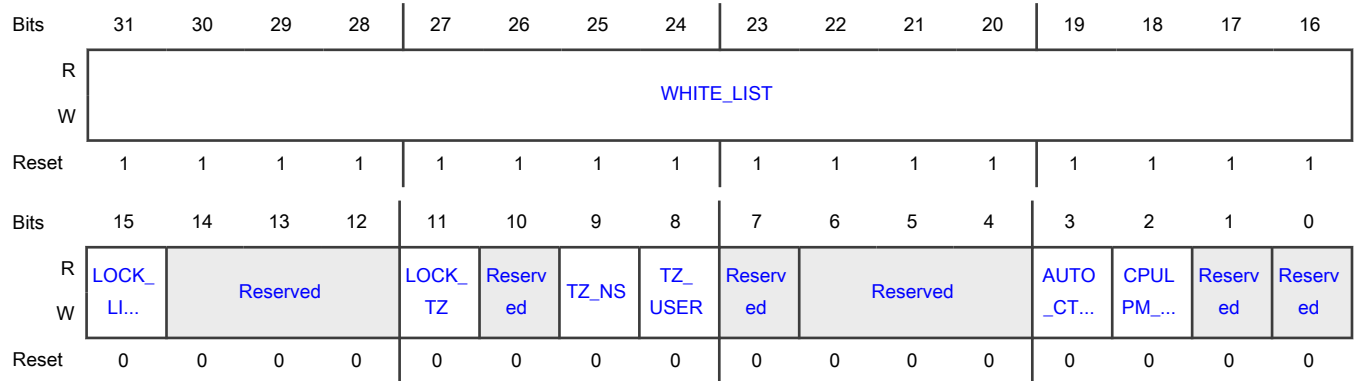 Bits 31 30 29 28 27 26 25 24 23 22 21 20 19 18 17 16
R
WHITE_LIST
W
Reset 1 1 1 1 1 1 1 1 1 1 1 1 1 1 1 1
Bits 15 14 13 12 11 10 9 8 7 6 5 4 3 2 1 0
R LOCK_ LOCK_ Reserv TZ_ Reserv AUTO CPUL Reserv Reserv
Reserved TZ_NS Reserved
W LI... TZ ed USER ed _CT... PM_... ed ed
Reset 0 0 0 0 0 0 0 0 0 0 0 0 0 0 0 0